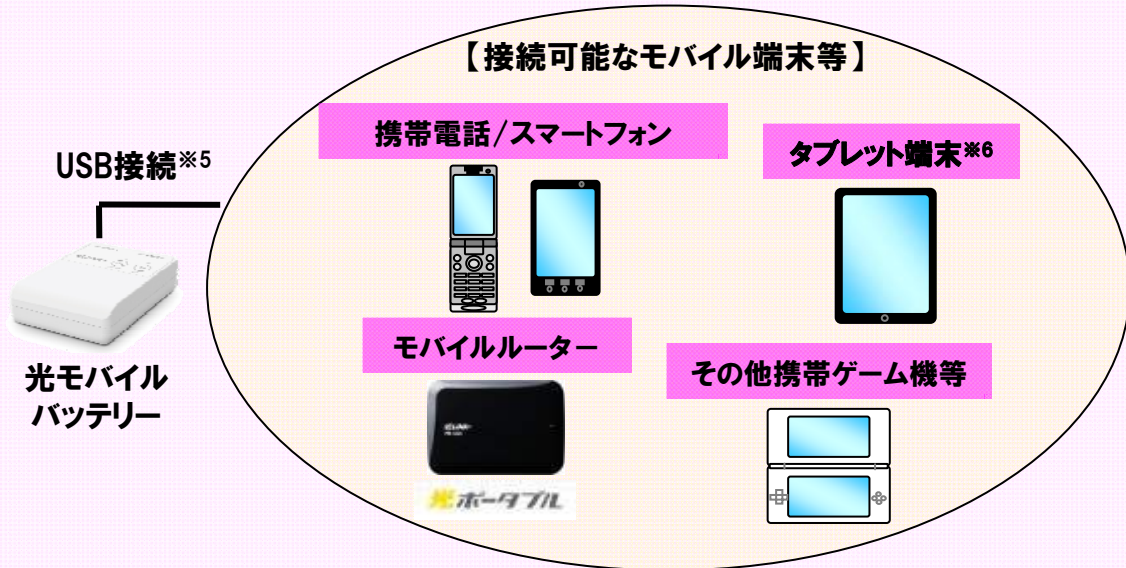 【接続可能なモバイル端末等】
携帯電話/スマートフォン
タブレット端末※6
USB接続※5
モバイルルーター
その他携帯ゲーム機等
光モバイル
バッテリー
光ポータブル